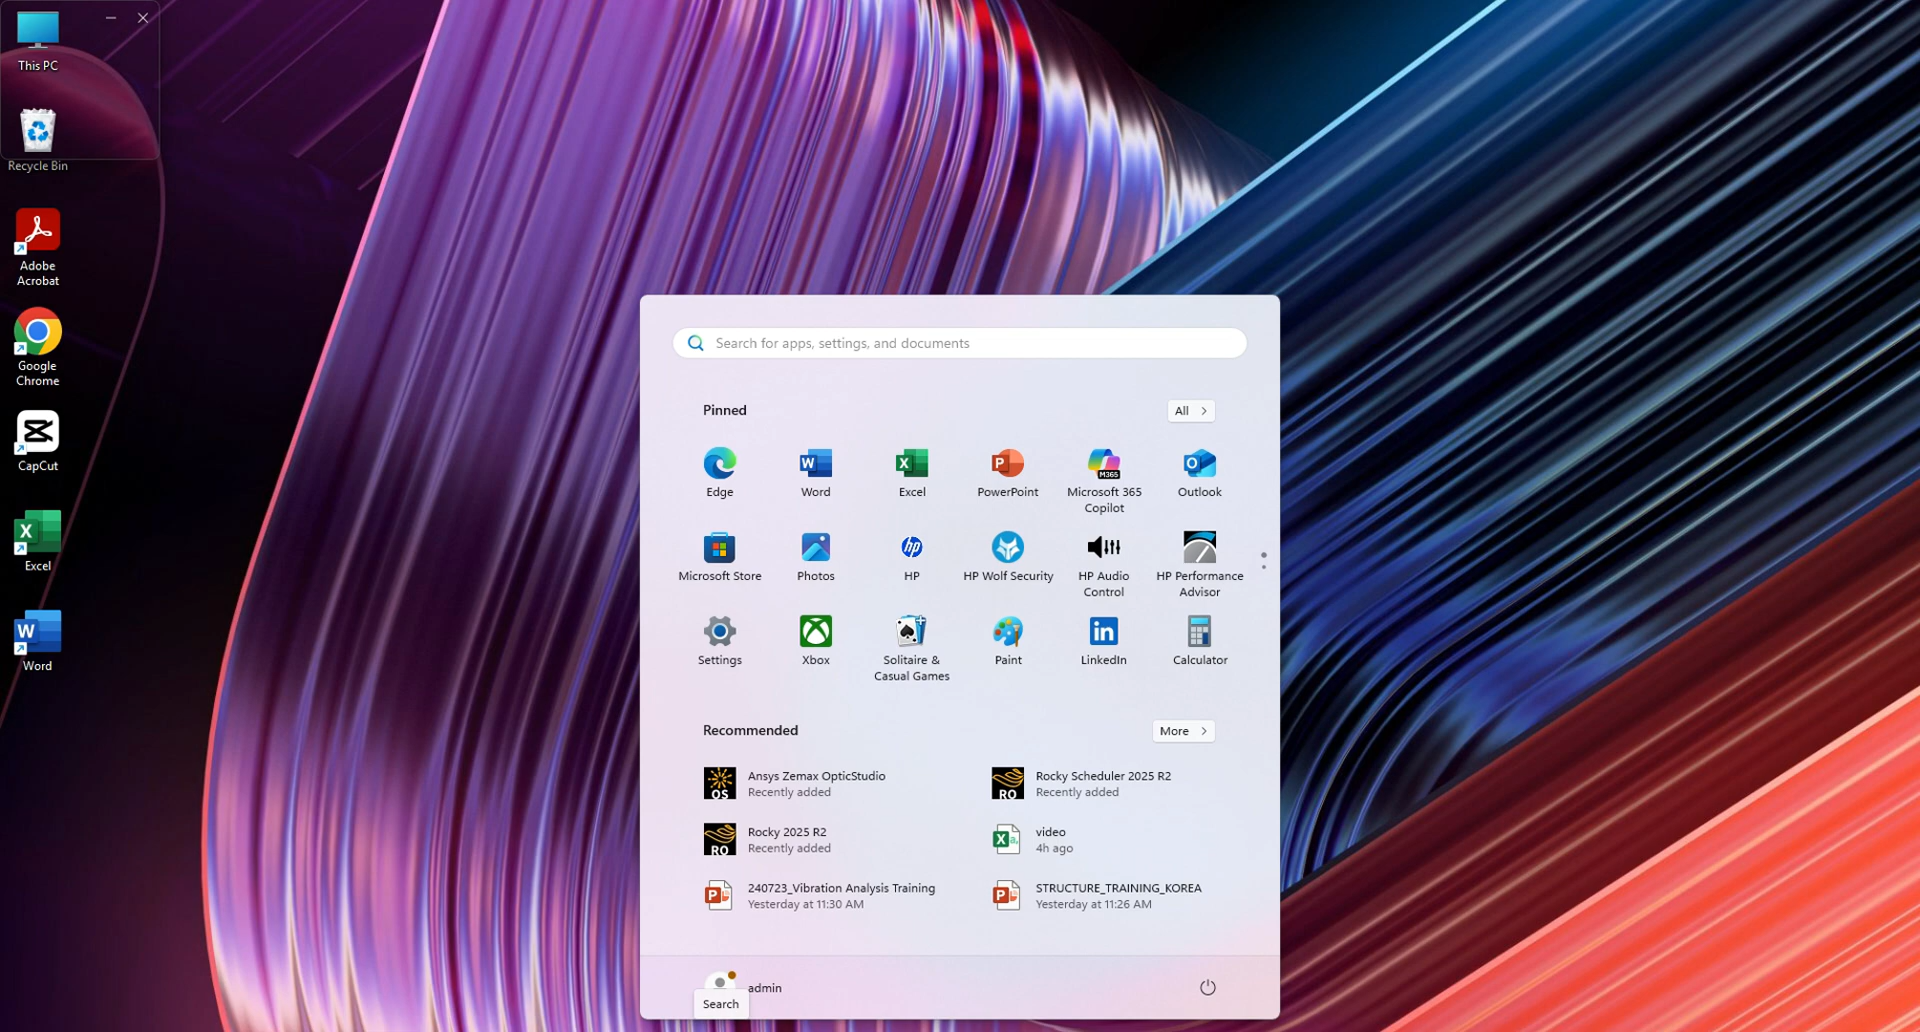 This PC
Recycle Bin
Adobe
Acrobat
Google
Chrome
CapCut
Excel
Word
Search for apps, settings, and documents
Pinned
All
Edge
Word
Excel
PowerPoint
Microsoft 365
Copilot
M365
Outlook
Microsoft Store
Photos
HP
HP Wolf Security
HP Audio
Control
HP Performance
Advisor
Settings
Xbox
Solitaire &
Casual Games
Paint
LinkedIn
Calculator
Recommended
More
OS
Ansys Zemax OpticStudio
Recently added
RO
Rocky Scheduler 2025 R2
Recently added
RO
Rocky 2025 R2
Recently added
video
4h ago
240723_Vibration Analysis Training
Yesterday at 11:30 AM
STRUCTURE_TRAINING_KOREA
Yesterday at 11:26 AM
admin
Search